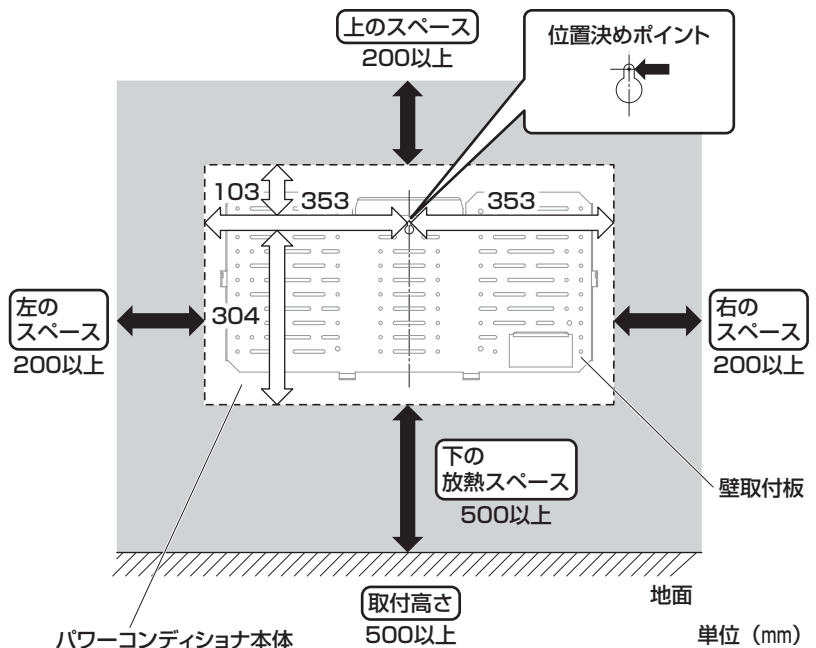 上のスペース
200以上
位置決めポイント
103
353
353
304
左の
スペース
200以上
右の
スペース
200以上
下の
放熱スペース
500以上
壁取付板
地面
取付高さ
500以上
パワーコンディショナ本体
単位（mm）